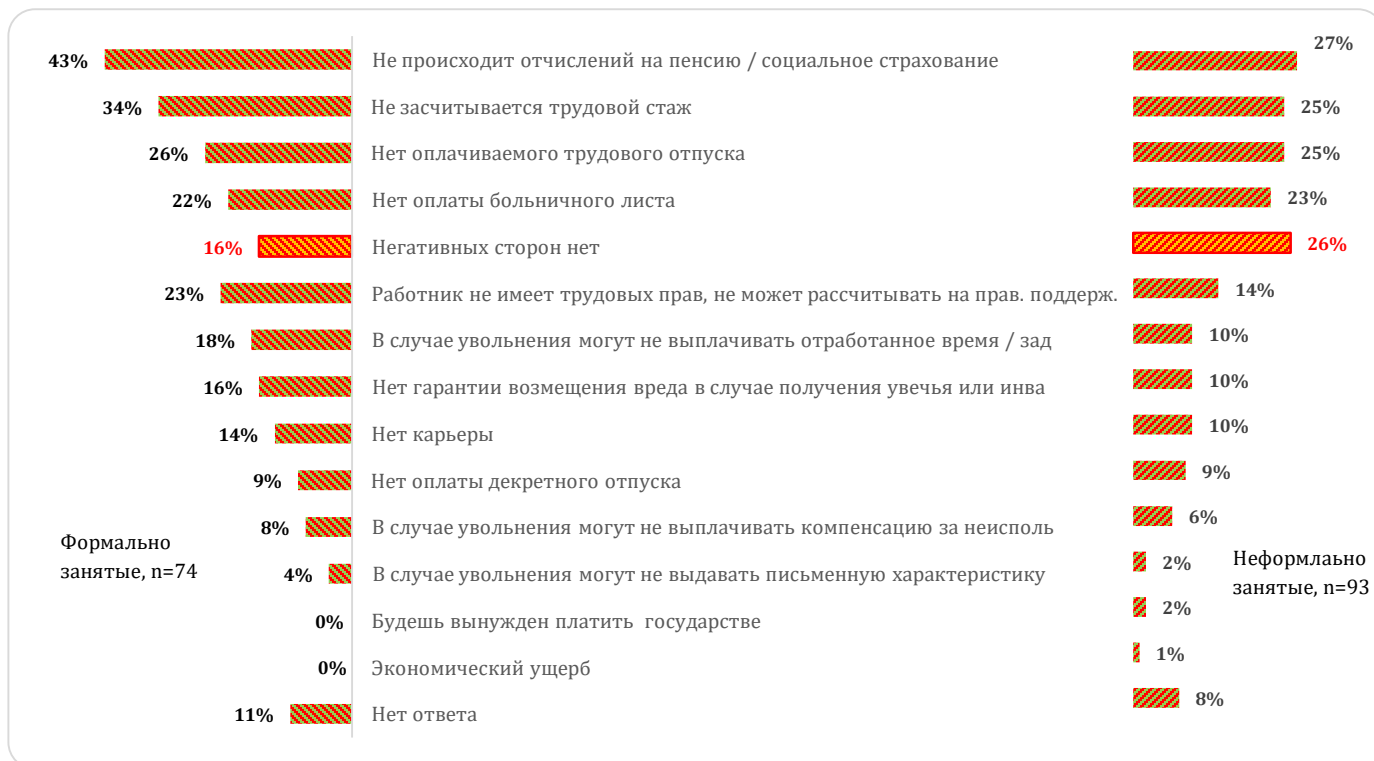 43% Не происходит отчислений на пенсию / социальное страхование 27%
34% Не засчитывается трудовой стаж 25%
26% Нет оплачиваемого трудового отпуска 25%
22% Нет оплаты больничного листа 23%
16% Негативных сторон нет 26%
23% Работник не имеет трудовых прав, не может рассчитывать на прав. поддерж. 14%
18% В случае увольнения могут не выплачивать отработанное время / зад 10%
16% Нет гарантии возмещения вреда в случае получения увечья или инва 10%
14% Нет карьеры 10%
9% Нет оплаты декретного отпуска 9%
8% В случае увольнения могут не выплачивать компенсацию за неисполь 6%
Формально
занятые, n=74
4% В случае увольнения могут не выдавать письменную характеристику 2%
Неформлаьно
занятые, n=93
0% Будешь вынужден платить  государстве 2%
0% Экономический ущерб 1%
11% Нет ответа 8%